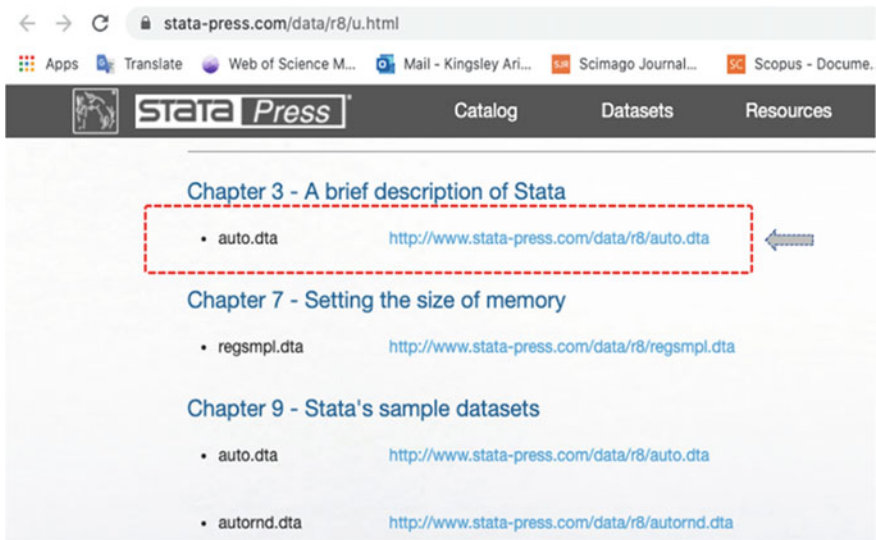 stata-press.com/data/r8/u.html
Apps Translate Web of Science M... Mail - Kingsley Ari... SJR Scimago Journal... SC Scopus - Docume.
STATA Press Catalog Datasets Resources
Chapter 3 - A brief description of Stata
• auto.dta http://www.stata-press.com/data/r8/auto.dta
Chapter 7 - Setting the size of memory
• regsmpl.dta http://www.stata-press.com/data/r8/regsmpl.dta
Chapter 9 - Stata's sample datasets
• auto.dta http://www.stata-press.com/data/r8/auto.dta
• autornd.dta http://www.stata-press.com/data/r8/autornd.dta